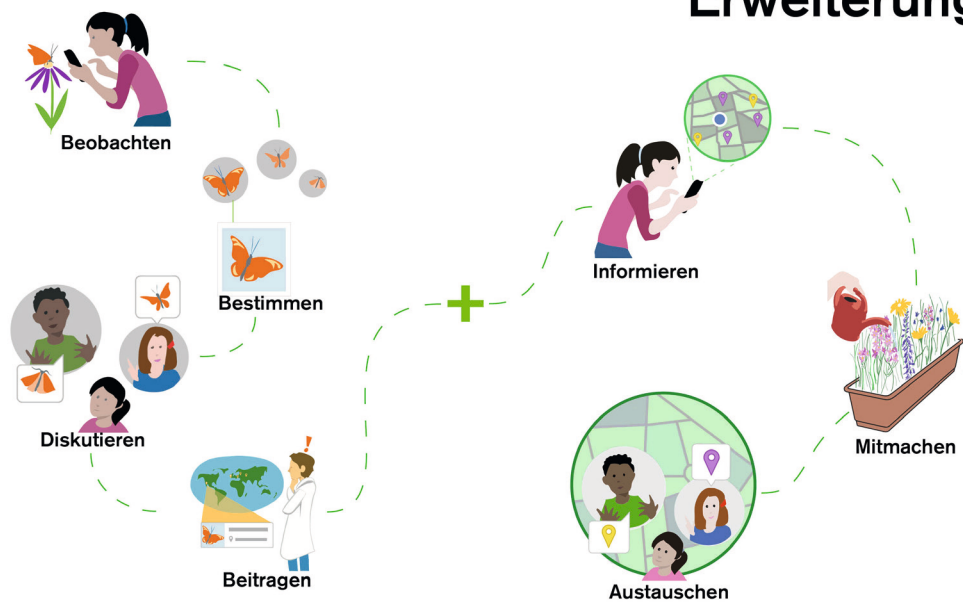 Erweiterung
Beobachten
Bestimmen
Diskutieren
Beitragen
+
Informieren
Mitmachen
Austauschen